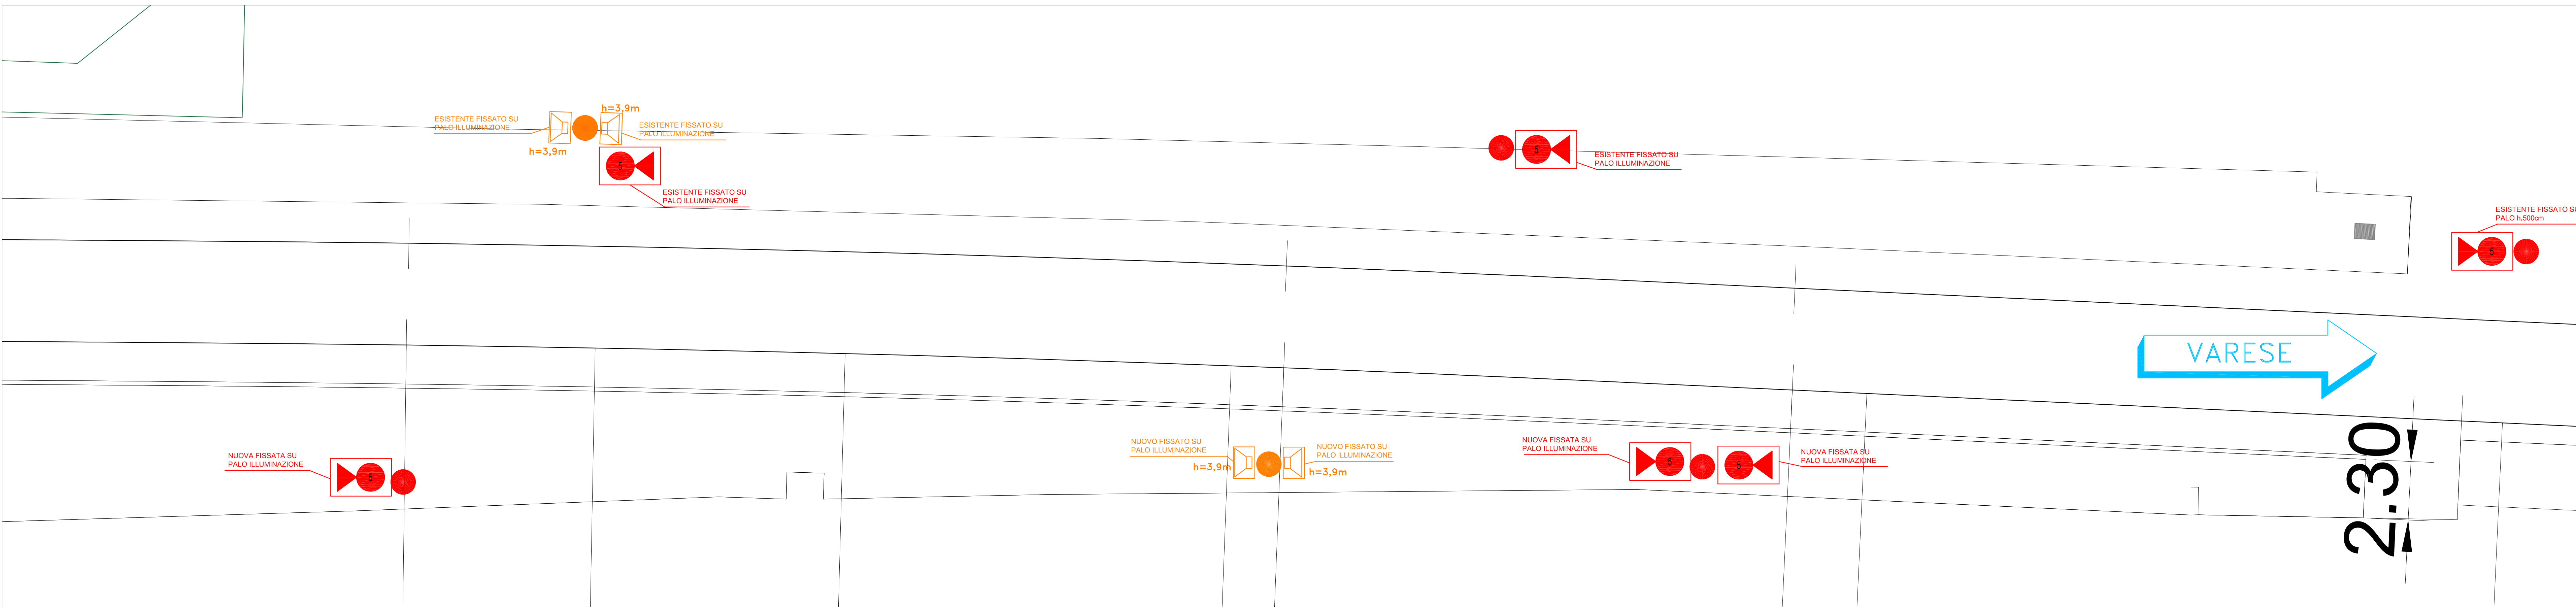 h=3,9m
ESISTENTE FISSATO SU
PALO ILLUMINAZIONE
ESISTENTE FISSATO SU
PALO ILLUMINAZIONE
h=3,9m
5
ESISTENTE FISSATO SU
PALO ILLUMINAZIONE
5
ESISTENTE FISSATO SU
PALO ILLUMINAZIONE
ESISTENTE FISSATO SU
PALO h.500cm
5
VARESE
NUOVA FISSATA SU
PALO ILLUMINAZIONE
5
NUOVO FISSATO SU
PALO ILLUMINAZIONE
h=3,9m
NUOVO FISSATO SU
PALO ILLUMINAZIONE
h=3,9m
NUOVA FISSATA SU
PALO ILLUMINAZIONE
5
5
NUOVA FISSATA SU
PALO ILLUMINAZIONE
2.30